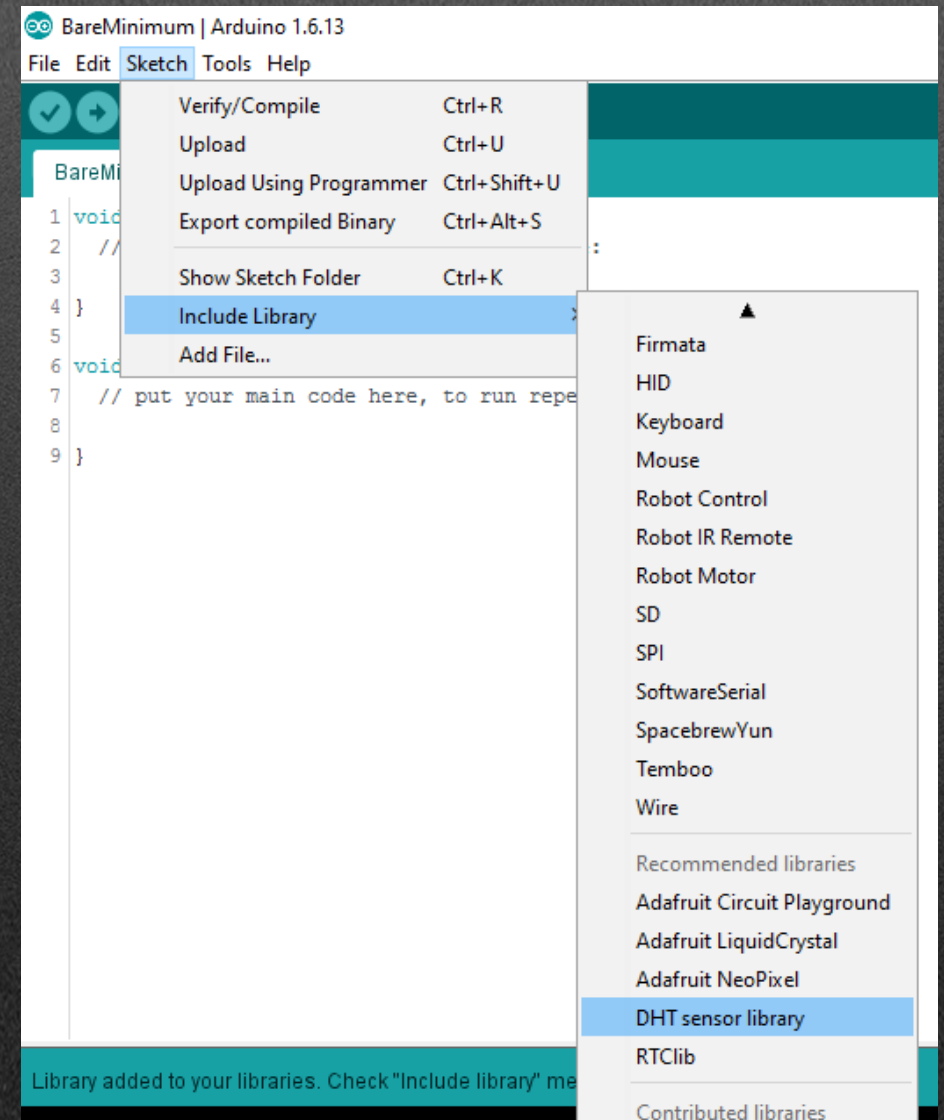 BareMinimum | Arduino 1.6.13
File Edit Sketch Tools Help
Verify/Compile Ctrl+R
Upload Ctrl+U
Upload Using Programmer Ctrl+Shift+U
Export compiled Binary Ctrl+Alt+S
Show Sketch Folder Ctrl+K
Include Library
Add File...
BareMi
1 void
2 // :
3
4 }
5
6 void
7 // put your main code here, to run repe
8
9 }
Firmata
HID
Keyboard
Mouse
Robot Control
Robot IR Remote
Robot Motor
SD
SPI
SoftwareSerial
SpacebrewYun
Temboo
Wire
Recommended libraries
Adafruit Circuit Playground
Adafruit LiquidCrystal
Adafruit NeoPixel
DHT sensor library
RTClib
Contributed libraries
Library added to your libraries. Check "Include library" me